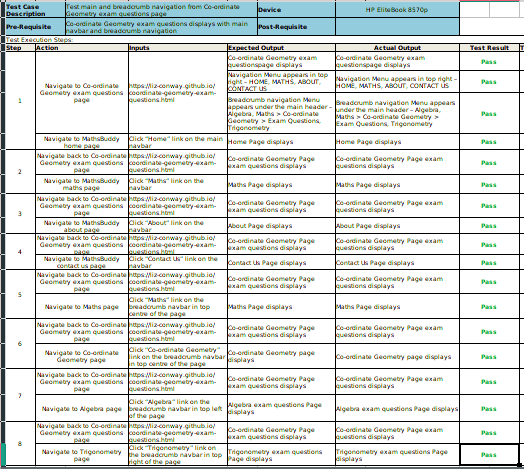 Test Case Description
Test main and breadcrumb navigation from Co-ordinate Geometry exam questions page
Device
HP EliteBook 8570p
Pre-Requisite
Co-ordinate Geometry exam questions displays with main navbar and breadcrumb navigation
Post-Requisite
Test Execution Steps:
Step Action Inputs Expected Output Actual Output Test Result
1
Navigate to Co-ordinate Geometry exam questions page
https://liz-conway.github.io/coordinate-geometry-exam-questions.html
Co-ordinate Geometry exam questionspage displays
Co-ordinate Geometry exam questionspage displays
Pass
Navigation Menu appears in top right – HOME, MATHS, ABOUT, CONTACT US
Navigation Menu appears in top right – HOME, MATHS, ABOUT, CONTACT US
Pass
Breadcrumb navigation Menu appears under the main header – Algebra, Maths > Co-ordinate Geometry > Exam Questions, Trigonometry
Breadcrumb navigation Menu appears under the main header – Algebra, Maths > Co-ordinate Geometry > Exam Questions, Trigonometry
Pass
Navigate to MathsBuddy home page
Click “Home” link on the main navbar
Home Page displays
Home Page displays
Pass
2
Navigate back to Co-ordinate Geometry exam questions page
https://liz-conway.github.io/coordinate-geometry-exam-questions.html
Co-ordinate Geometry Page exam questions displays
Co-ordinate Geometry Page exam questions displays
Pass
Navigate to MathsBuddy maths page
Click “Maths” link on the navbar
Maths Page displays
Maths Page displays
Pass
3
Navigate back to Co-ordinate Geometry exam questions page
https://liz-conway.github.io/coordinate-geometry-exam-questions.html
Co-ordinate Geometry Page exam questions displays
Co-ordinate Geometry Page exam questions displays
Pass
Navigate to MathsBuddy about page
Click “About” link on the navbar
About Page displays
About Page displays
Pass
4
Navigate back to Co-ordinate Geometry exam questions page
https://liz-conway.github.io/coordinate-geometry-exam-questions.html
Co-ordinate Geometry Page exam questions displays
Co-ordinate Geometry Page exam questions displays
Pass
Navigate to MathsBuddy contact us page
Click “Contact Us” link on the navbar
Contact Us Page displays
Contact Us Page displays
Pass
5
Navigate back to Co-ordinate Geometry exam questions page
https://liz-conway.github.io/coordinate-geometry-exam-questions.html
Co-ordinate Geometry Page exam questions displays
Co-ordinate Geometry Page exam questions displays
Pass
Navigate to Maths page
Click “Maths” link on the breadcrumb navbar in top centre of the page
Maths Page displays
Maths Page displays
Pass
6
Navigate back to Co-ordinate Geometry exam questions page
https://liz-conway.github.io/coordinate-geometry-exam-questions.html
Co-ordinate Geometry Page exam questions displays
Co-ordinate Geometry Page exam questions displays
Pass
Navigate to Co-ordinate Geometry page
Click “Co-ordinate Geometry” link on the breadcrumb navbar in top centre of the page
Co-ordinate Geometry page displays
Co-ordinate Geometry page displays
Pass
7
Navigate back to Co-ordinate Geometry exam questions page
https://liz-conway.github.io/coordinate-geometry-exam-questions.html
Co-ordinate Geometry Page exam questions displays
Co-ordinate Geometry Page exam questions displays
Pass
Navigate to Algebra page
Click “Algebra” link on the breadcrumb navbar in top left of the page
Algebra exam questions Page displays
Algebra exam questions Page displays
Pass
8
Navigate back to Co-ordinate Geometry exam questions page
https://liz-conway.github.io/coordinate-geometry-exam-questions.html
Co-ordinate Geometry Page exam questions displays
Co-ordinate Geometry Page exam questions displays
Pass
Navigate to Trigonometry page
Click “Trigonometry” link on the breadcrumb navbar in top right of the page
Trigonometry exam questions Page displays
Trigonometry exam questions Page displays
Pass